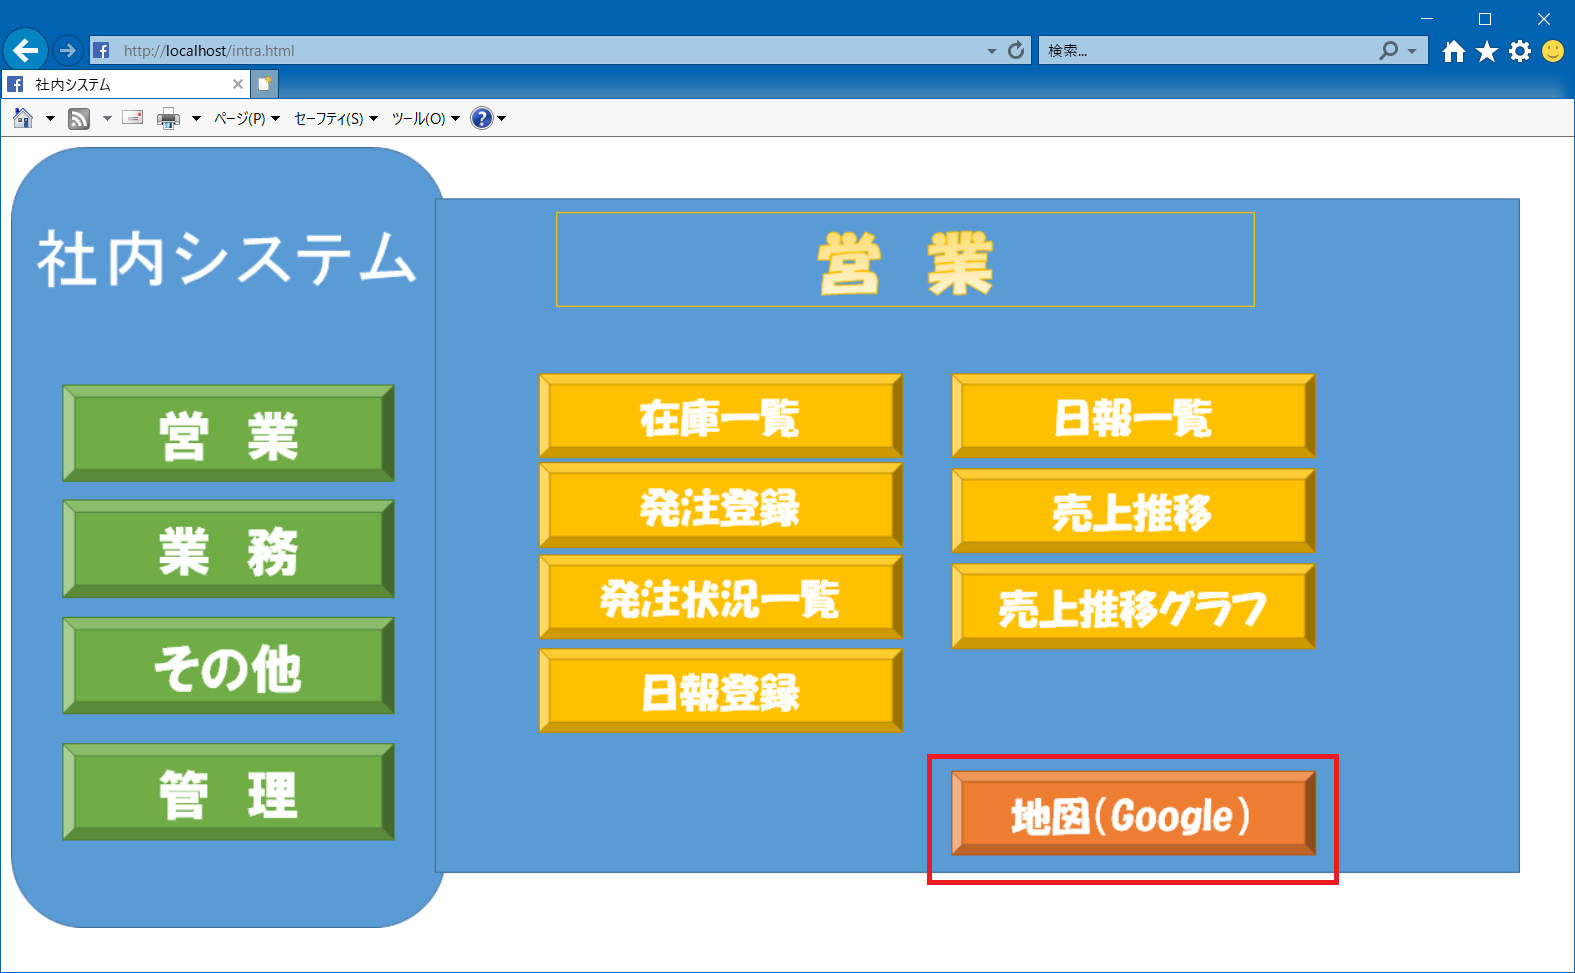 http://localhost/intra.html
検索...
社内システム
ページ(P) セーフティ(S) ツール(O)
社内システム
営 業
業 務
その他
管 理
営 業
在庫一覧
発注登録
発注状況一覧
日報登録
日報一覧
売上推移
売上推移グラフ
地図(Google)